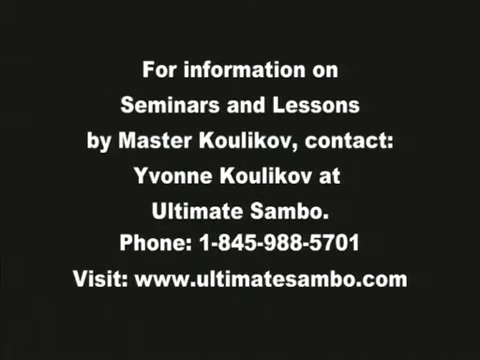 For information on
Seminars and Lessons
by Master Koulikov, contact:
Yvonne Koulikov at
Ultimate Sambo.
Phone: 1-845-988-5701
Visit: www.ultimatesambo.com